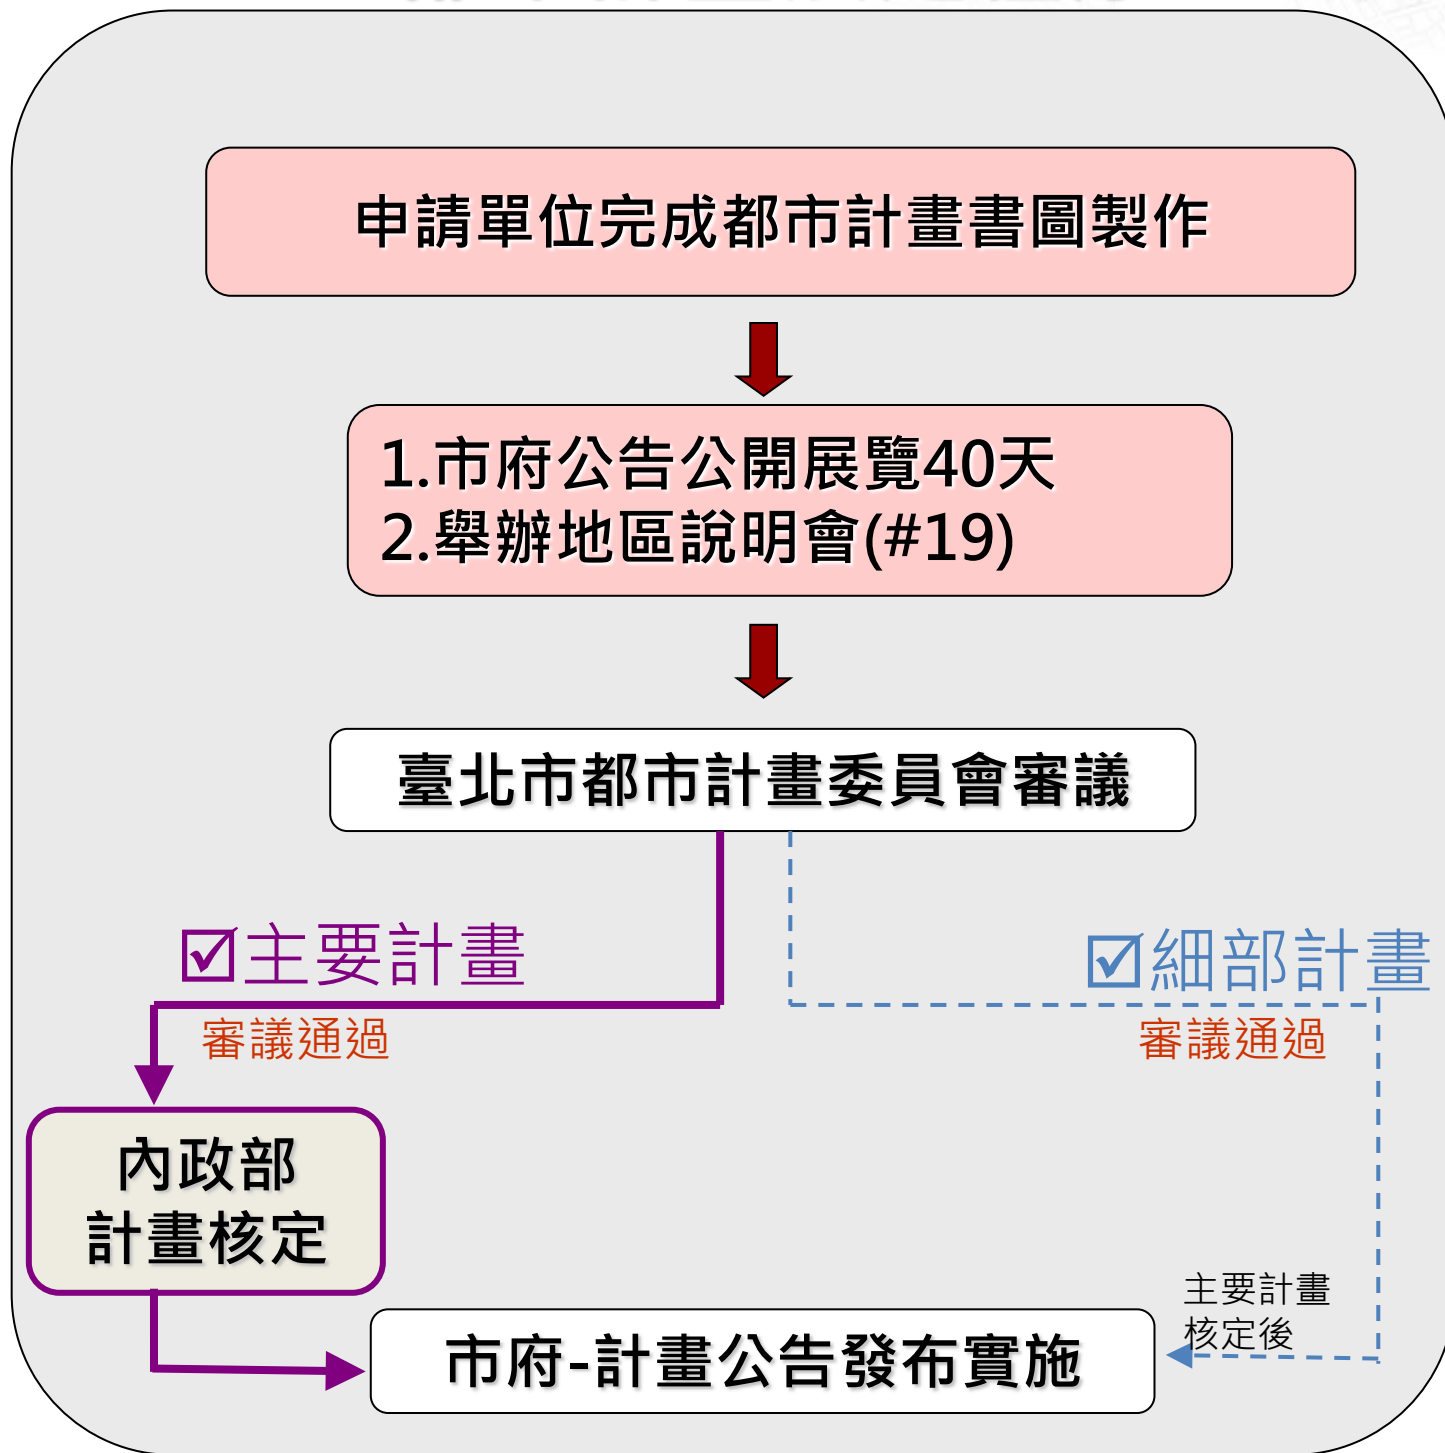 申請單位完成都市計畫書圖製作
1.市府公告公開展覽40天
2.舉辦地區說明會(#19)
臺北市都市計畫委員會審議
☑主要計畫
☑細部計畫
審議通過
審議通過
內政部
計畫核定
主要計畫
核定後
市府-計畫公告發布實施